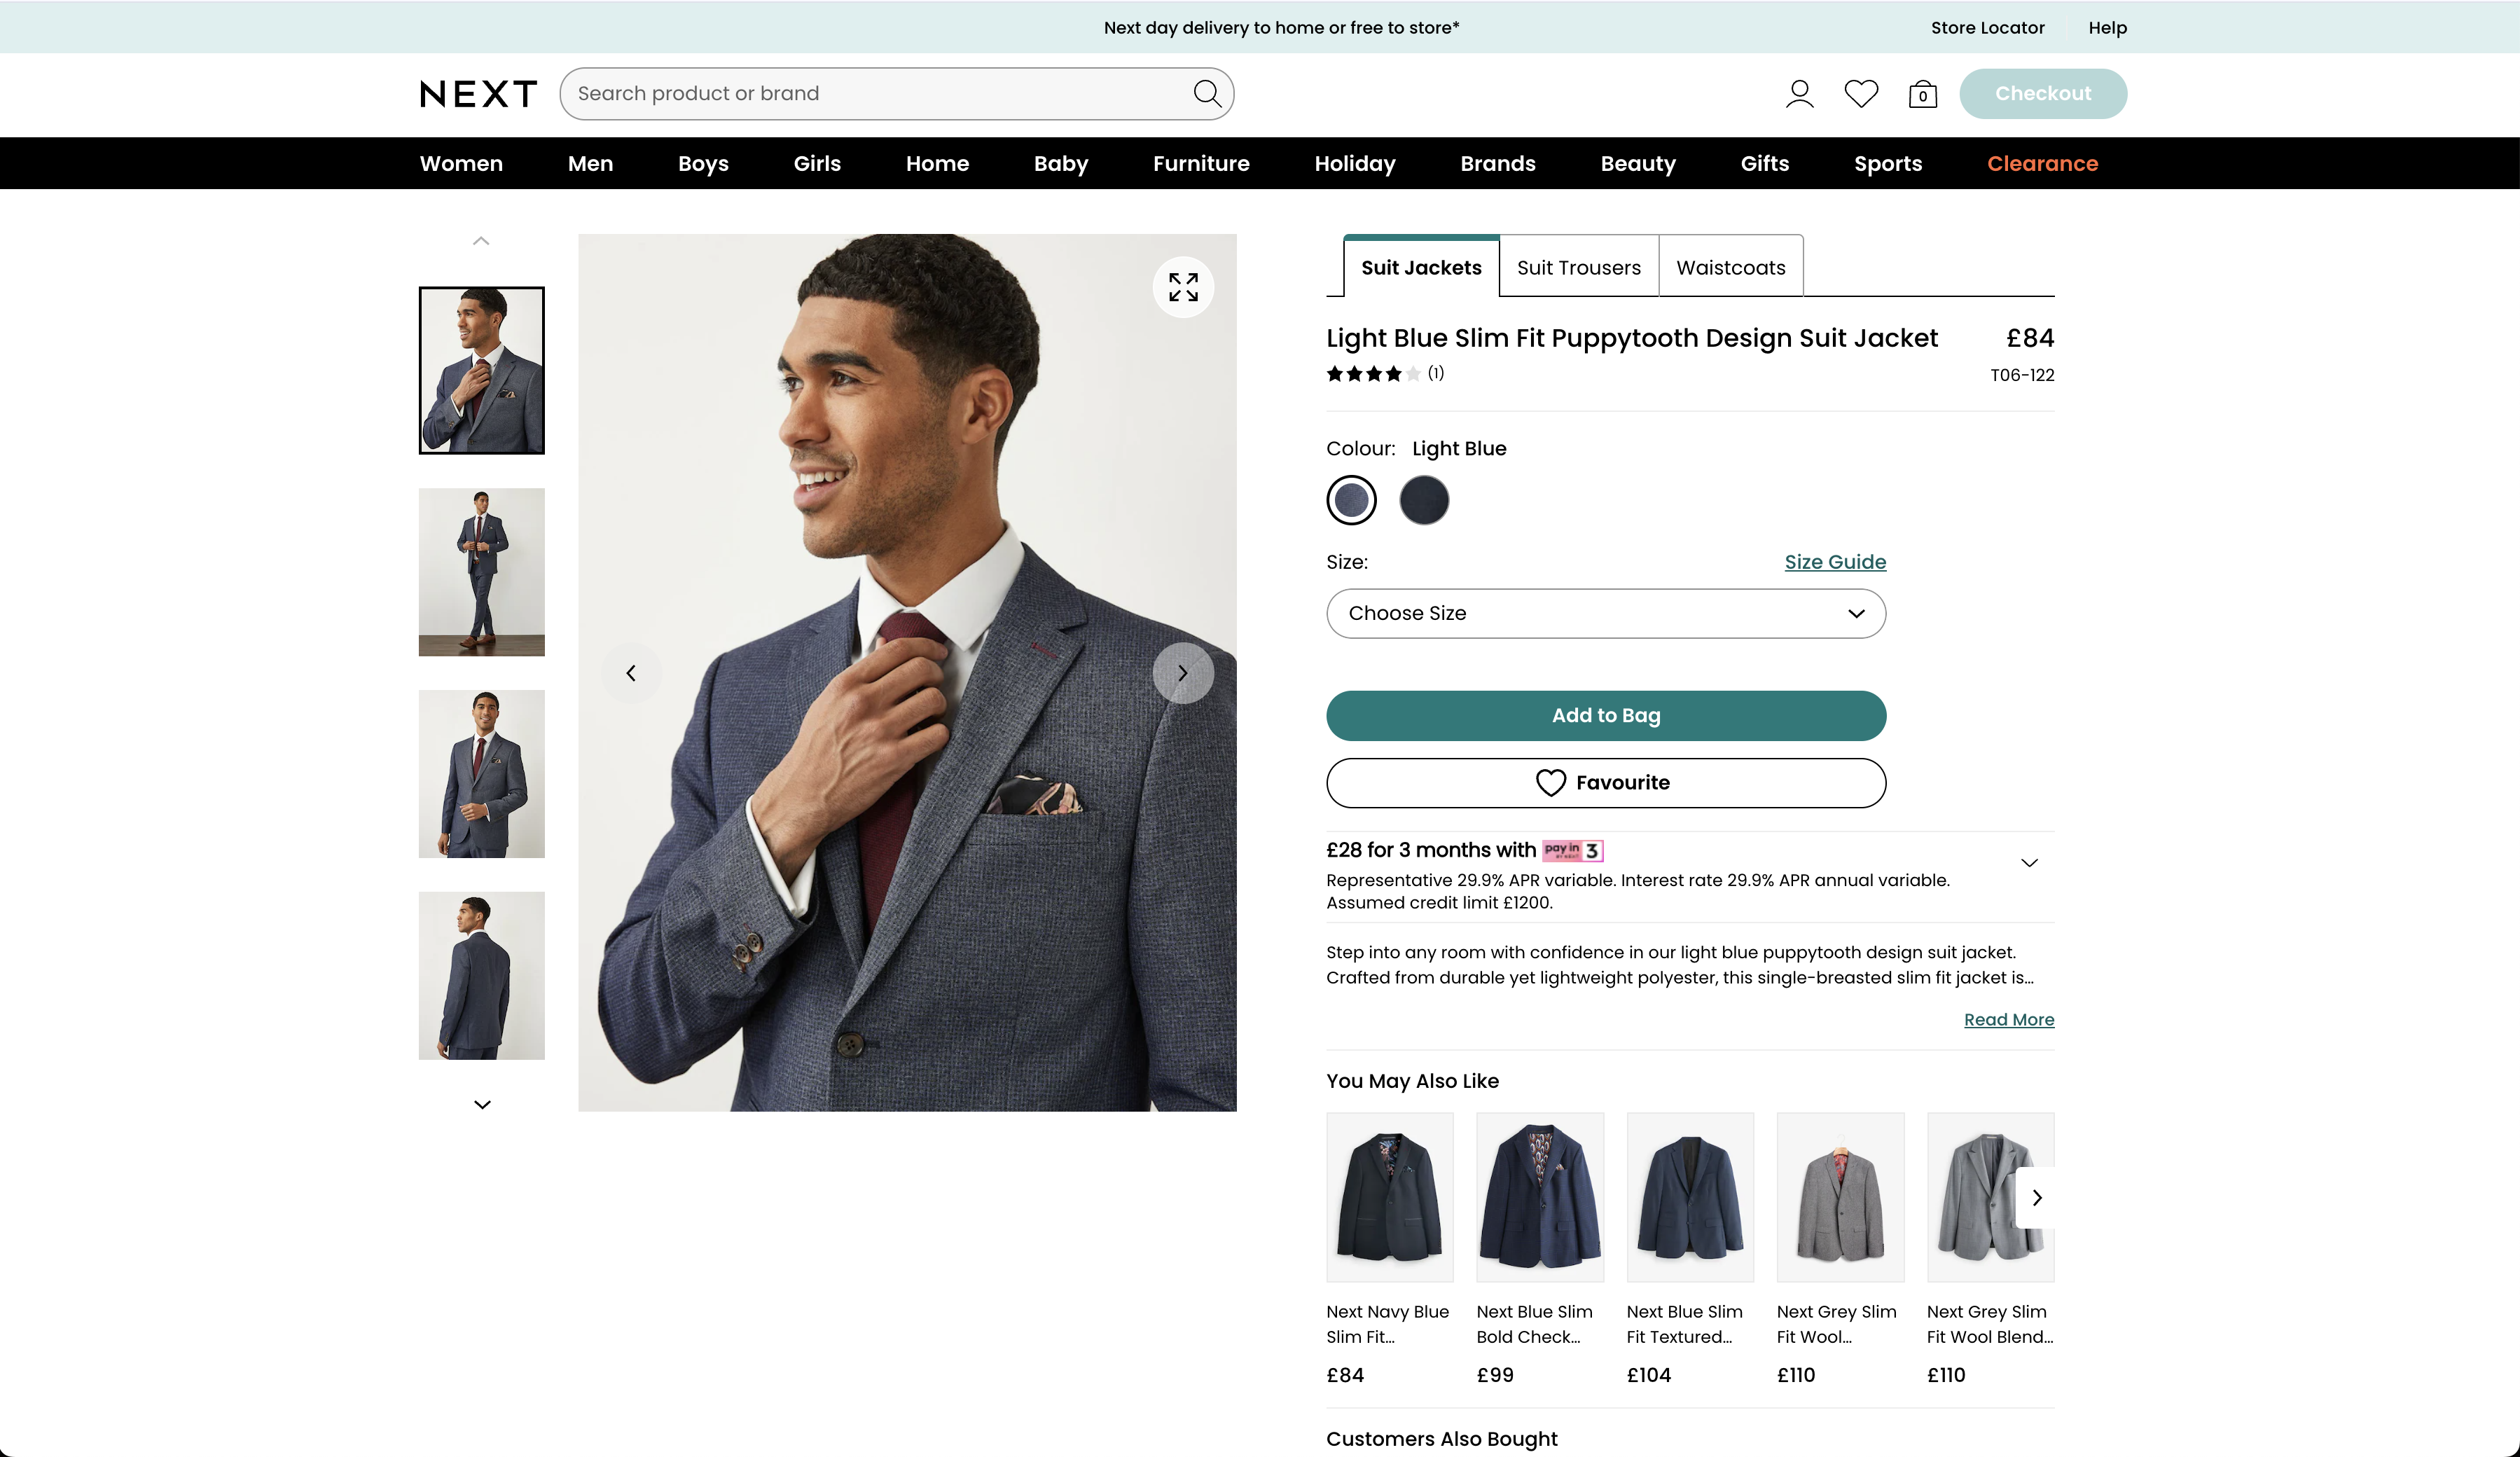 Next day delivery to home or free to store*
Store Locator
Help
NEXT
Search product or brand
0
Checkout
Women
Men
Boys
Girls
Home
Baby
Furniture
Holiday
Brands
Beauty
Gifts
Sports
Clearance
Suit Jackets
Suit Trousers
Waistcoats
Light Blue Slim Fit Puppytooth Design Suit Jacket
£84
(1)
T06-122
Colour: Light Blue
Size:
Size Guide
Choose Size
Add to Bag
Favourite
£28 for 3 months with pay in 3
BY NEXT
Representative 29.9% APR variable. Interest rate 29.9% APR annual variable.
Assumed credit limit £1200.
Step into any room with confidence in our light blue puppytooth design suit jacket.
Crafted from durable yet lightweight polyester, this single-breasted slim fit jacket is...
Read More
You May Also Like
Next Navy Blue
Slim Fit...
£84
Next Blue Slim
Bold Check...
£99
Next Blue Slim
Fit Textured...
£104
Next Grey Slim
Fit Wool...
£110
Next Grey Slim
Fit Wool Blend...
£110
Customers Also Bought